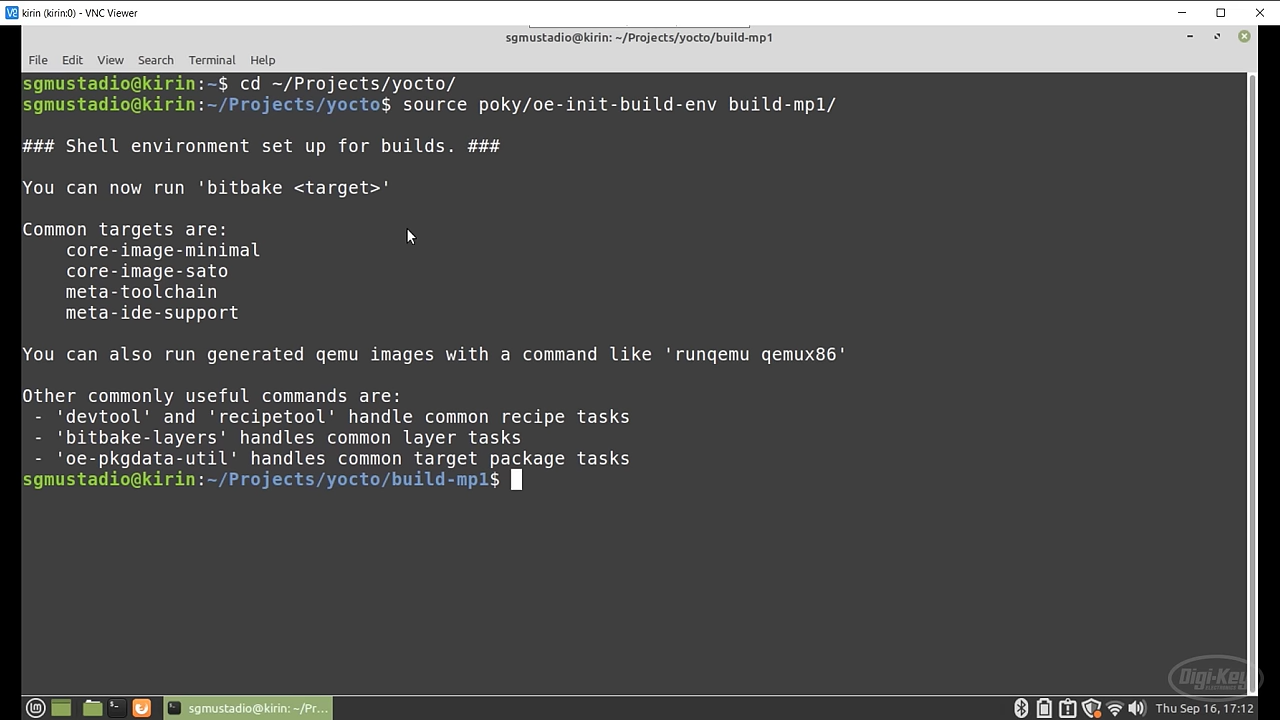 kirin (kirin:0) - VNC Viewer
sgmustadio@kirin: ~/Projects/yocto/build-mp1
File Edit View Search Terminal Help
sgmustadio@kirin:~$ cd ~/Projects/yocto/
sgmustadio@kirin:~/Projects/yocto$ source poky/oe-init-build-env build-mp1/
### Shell environment set up for builds. ###
You can now run 'bitbake <target>'
Common targets are:
core-image-minimal
core-image-sato
meta-toolchain
meta-ide-support
You can also run generated qemu images with a command like 'runqemu qemux86'
Other commonly useful commands are:
- 'devtool' and 'recipetool' handle common recipe tasks
- 'bitbake-layers' handles common layer tasks
- 'oe-pkgdata-util' handles common target package tasks
sgmustadio@kirin:~/Projects/yocto/build-mp1$
Digi-Key
ELECTRONICS
sgmustadio@kirin: ~/Pr...
Thu Sep 16, 17:12